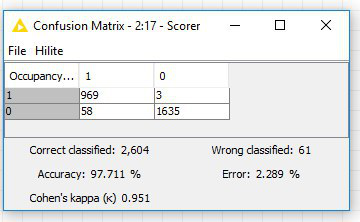 Confusion Matrix - 2:17 - Scorer
File Hilite
Occupancy... 1 0
1 969 3
0 58 1635
Correct classified: 2,604 Wrong classified: 61
Accuracy: 97.711 % Error: 2.289 %
Cohen's kappa (κ) 0.951